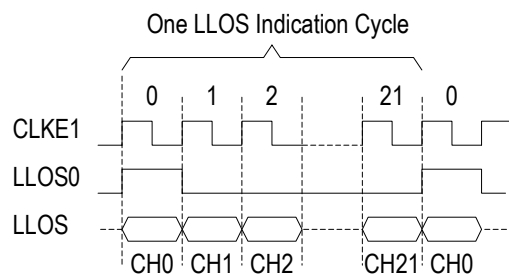 One LLOS Indication Cycle
0 1 2 21 0
CLKE1
LLOS0
LLOS
CH0 CH1 CH2 CH21 CH0